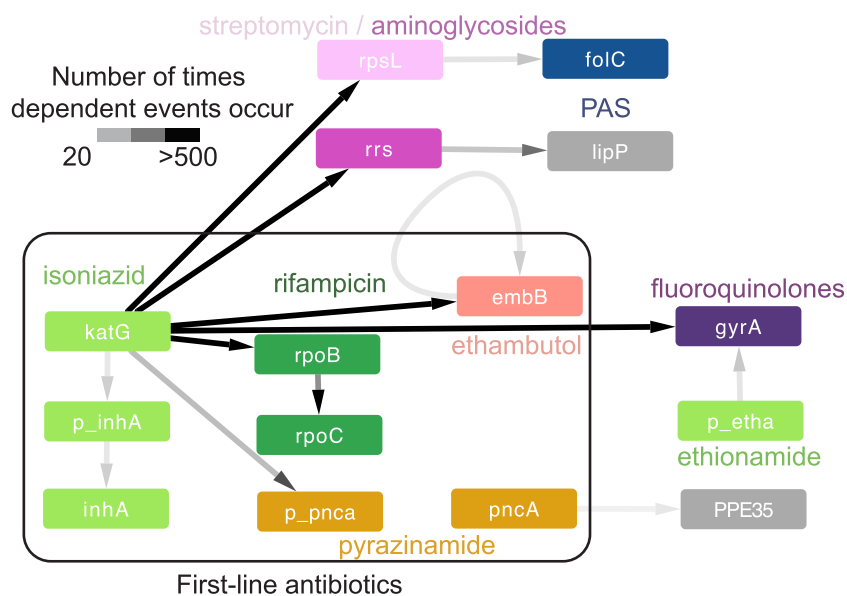 streptomycin / aminoglycosides
rpsL
folC
Number of times
dependent events occur
20
>500
PAS
rrs
lipP
isoniazid
rifampicin
embB
fluoroquinolones
katG
gyrA
ethambutol
rpoB
p_inhA
rpoC
p_etha
ethionamide
inhA
p_pnca
pncA
PPE35
pyrazinamide
First-line antibiotics